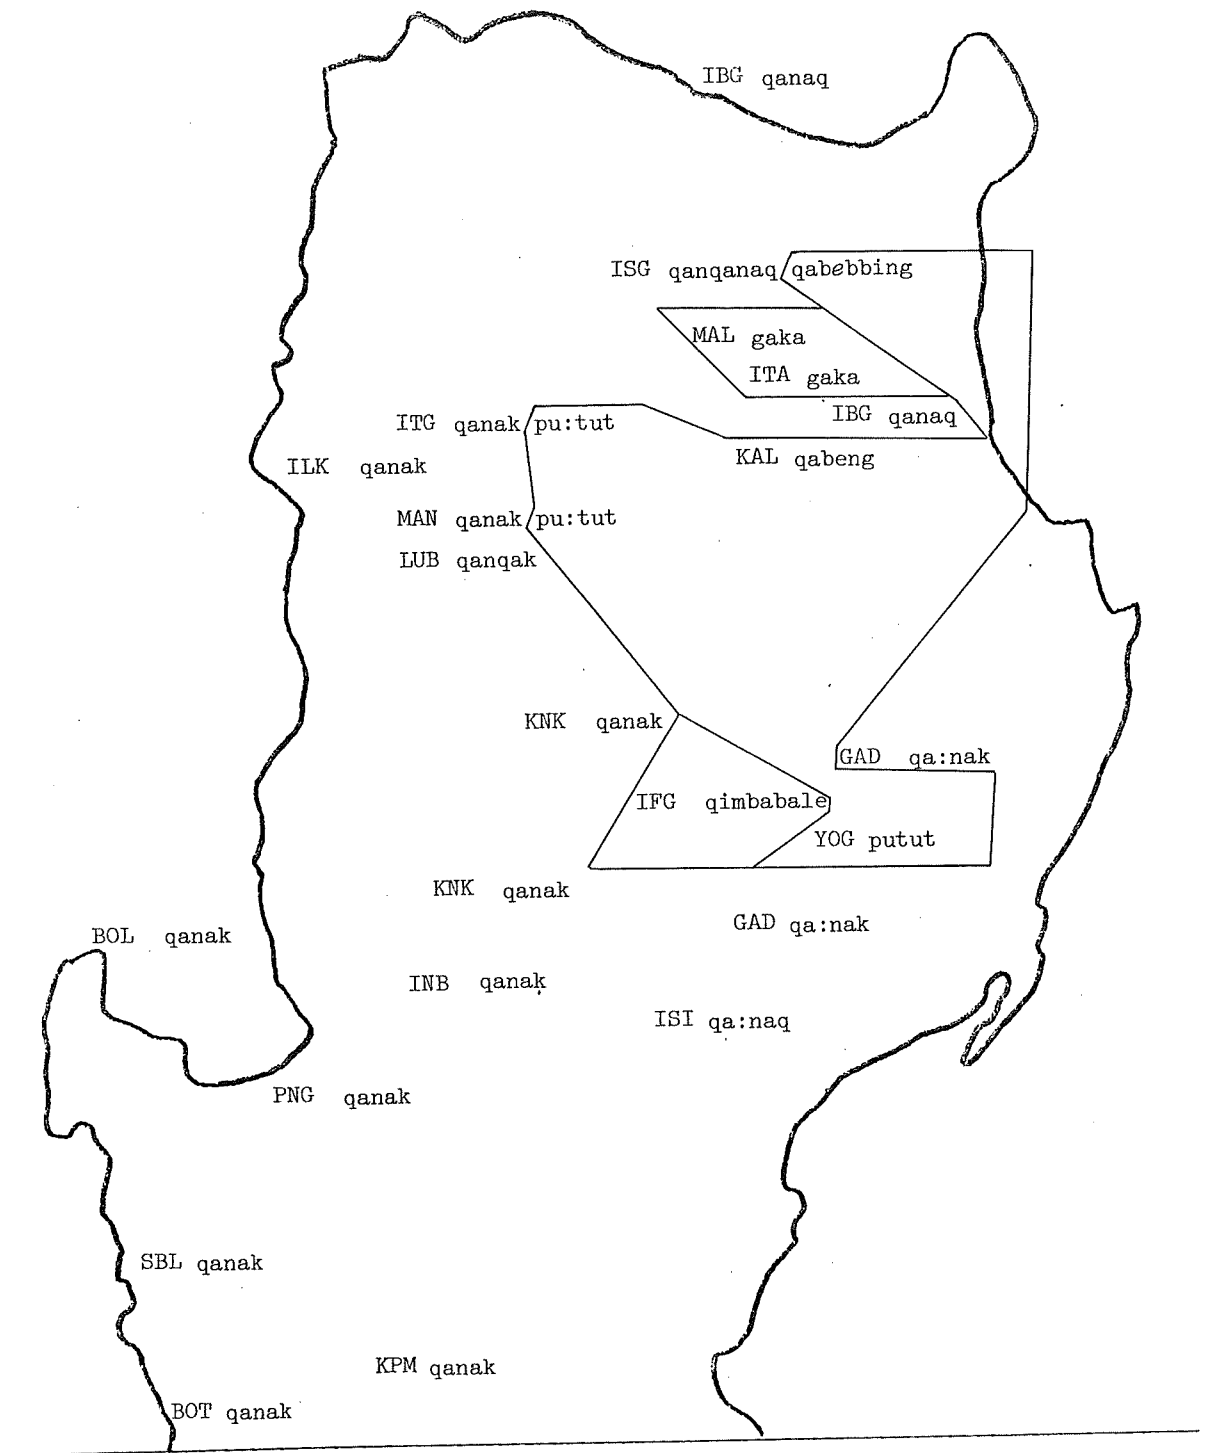 IBG qanaq
ISG qanqanaq qabebbing
MAL gaka
ITA gaka
IBG qanaq
ITG qanak pu:tut
KAL qabeng
ILK qanak
MAN qanak pu:tut
LUB qanqak
KNK qanak
GAD qa:nak
IFG qimbabale
YOG putut
KNK qanak
GAD qa:nak
BOL qanak
INB qanak
ISI qa:naq
PNG qanak
SBL qanak
KPM qanak
BOT qanak